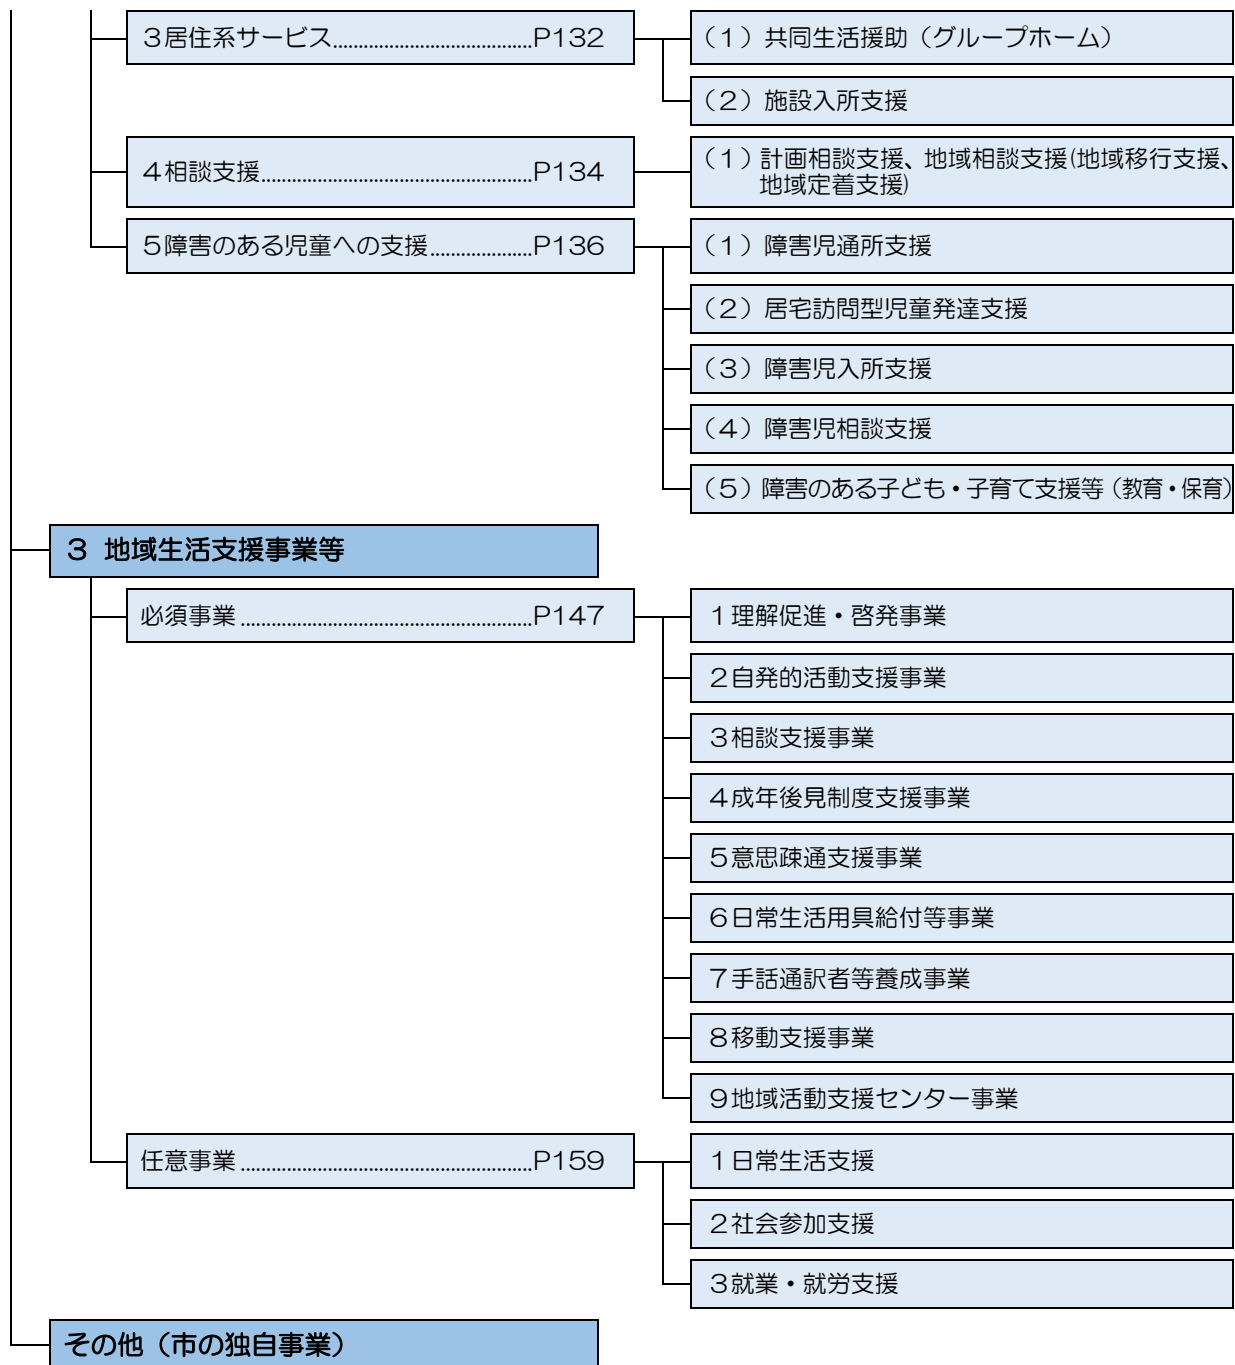 ３居住系サービス.......................................P132
（１）共同生活援助（グループホーム）
（２）施設入所支援
４相談支援.....................................................P134
（１）計画相談支援、地域相談支援(地域移行支援、
地域定着支援)
５障害のある児童への支援....................P136
（１）障害児通所支援
（２）居宅訪問型児童発達支援
（３）障害児入所支援
（４）障害児相談支援
（５）障害のある子ども・子育て支援等（教育・保育）
３ 地域生活支援事業等
必須事業.........................................................P147
１理解促進・啓発事業
２自発的活動支援事業
３相談支援事業
４成年後見制度支援事業
５意思疎通支援事業
６日常生活用具給付等事業
７手話通訳者等養成事業
８移動支援事業
９地域活動支援センター事業
任意事業.........................................................P159
１日常生活支援
２社会参加支援
３就業・就労支援
その他（市の独自事業）